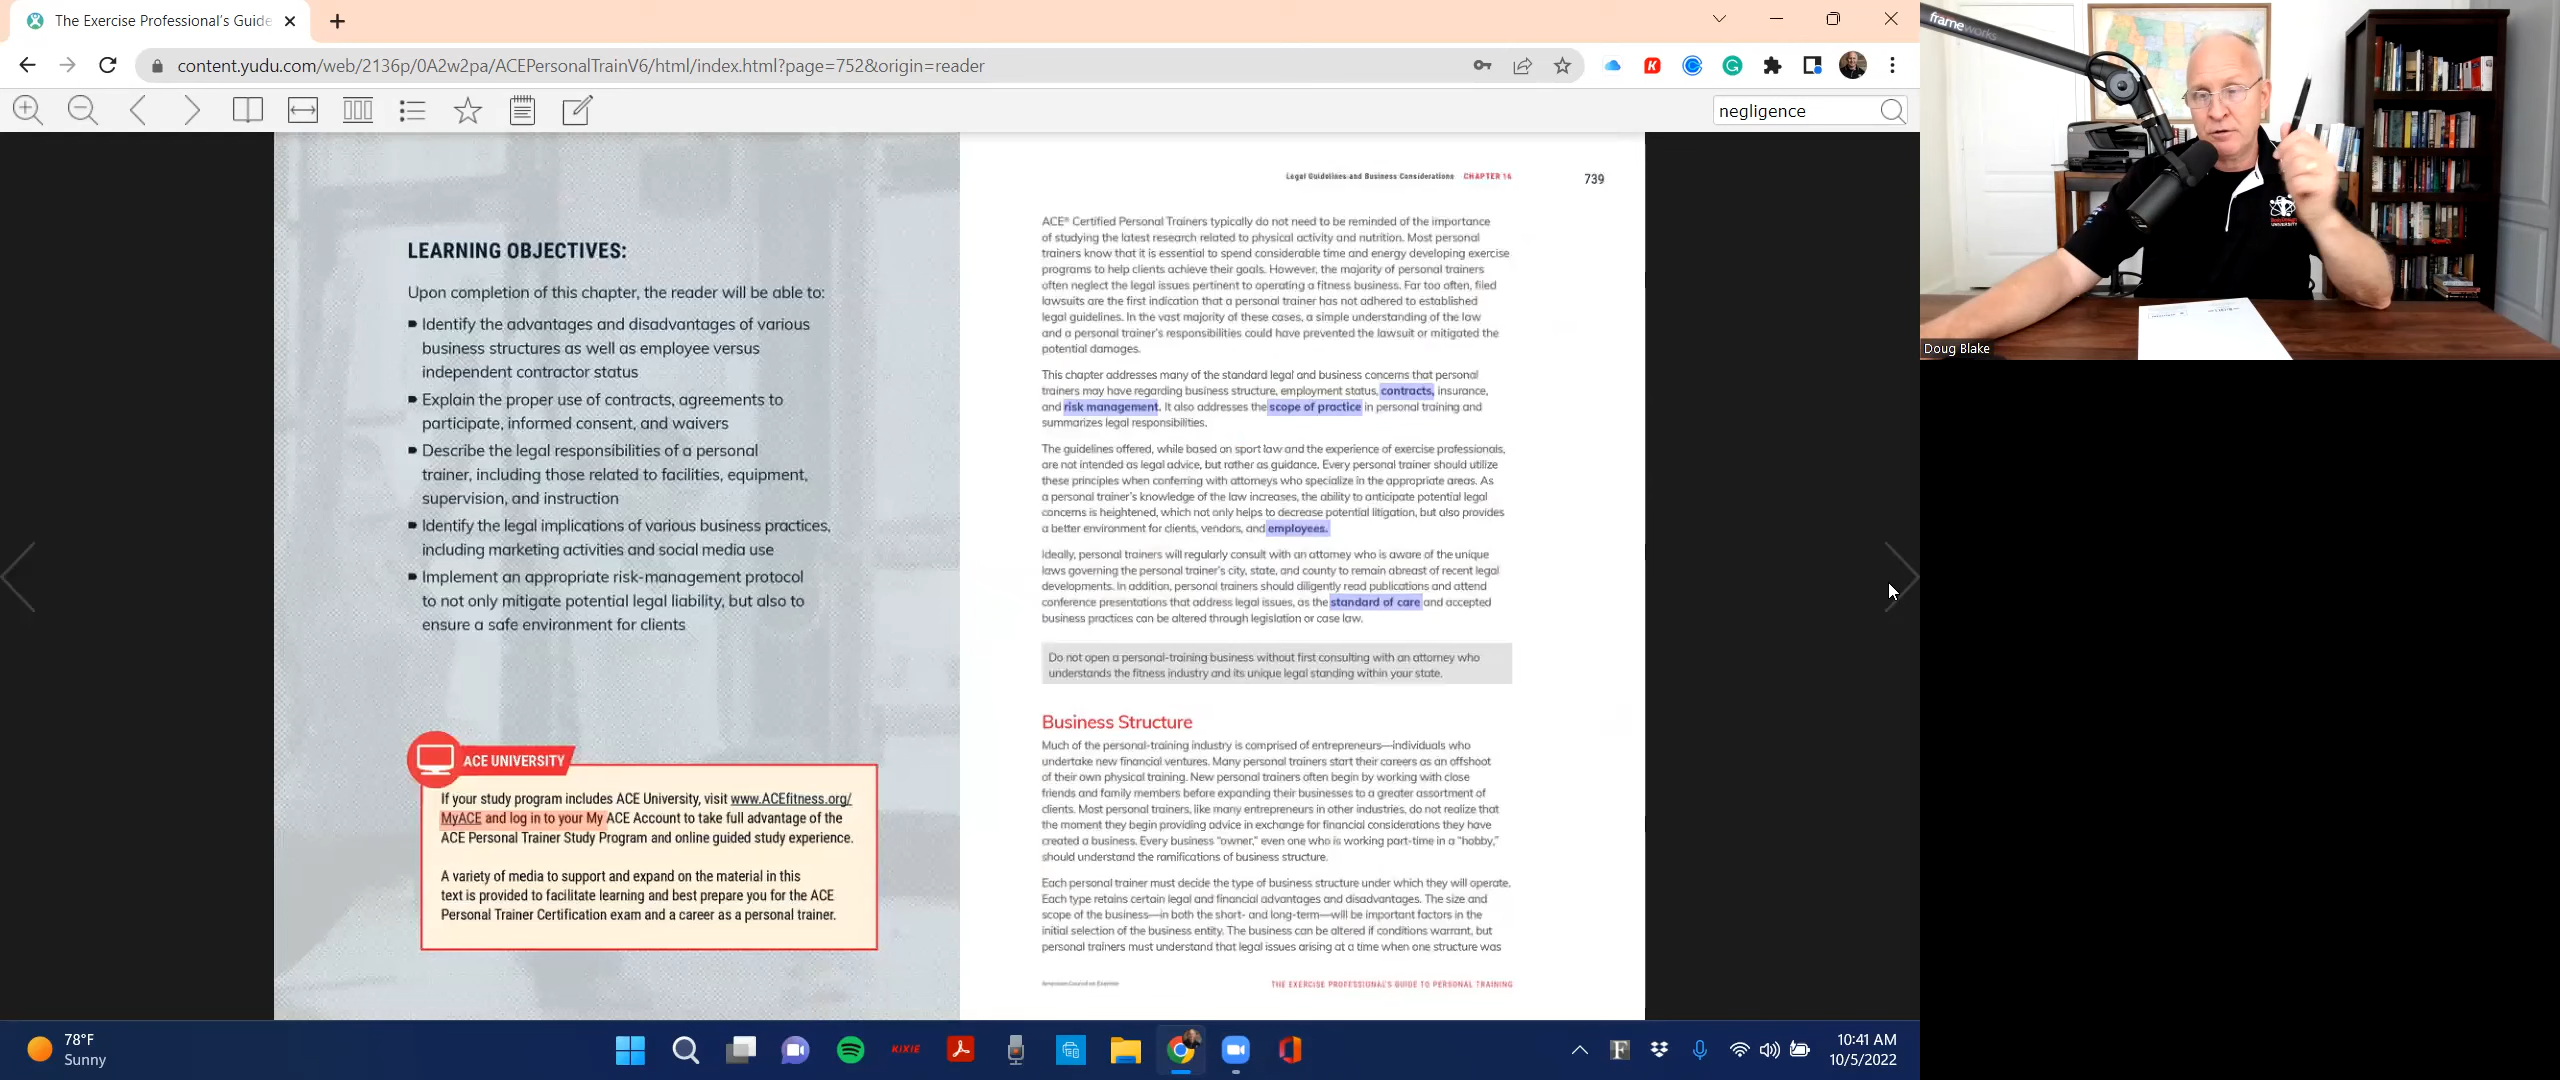 The Exercise Professional's Guide
content.yudu.com/web/2136p/0A2w2pa/ACEPersonalTrainV6/html/index.html?page=752&origin=reader
negligence
LEARNING OBJECTIVES:
Upon completion of this chapter, the reader will be able to:
Identify the advantages and disadvantages of various
business structures as well as employee versus
independent contractor status
Explain the proper use of contracts, agreements to
participate, informed consent, and waivers
Describe the legal responsibilities of a personal
trainer, including those related to facilities, equipment,
supervision, and instruction
Identify the legal implications of various business practices,
including marketing activities and social media use
Implement an appropriate risk-management protocol
to not only mitigate potential legal liability, but also to
ensure a safe environment for clients
ACE UNIVERSITY
If your study program includes ACE University, visit www.ACEfitness.org/
MyACE and log in to your My ACE Account to take full advantage of the
ACE Personal Trainer Study Program and online guided study experience.
A variety of media to support and expand on the material in this
text is provided to facilitate learning and best prepare you for the ACE
Personal Trainer Certification exam and a career as a personal trainer.
Legal Guidelines and Business Considerations CHAPTER 16 739
ACE® Certified Personal Trainers typically do not need to be reminded of the importance
of studying the latest research related to physical activity and nutrition. Most personal
trainers know that it is essential to spend considerable time and energy developing exercise
programs to help clients achieve their goals. However, the majority of personal trainers
often neglect the legal issues pertinent to operating a fitness business. Far too often, filed
lawsuits are the first indication that a personal trainer has not adhered to established
legal guidelines. In the vast majority of these cases, a simple understanding of the law
and a personal trainer's responsibilities could have prevented the lawsuit or mitigated the
potential damages.
This chapter addresses many of the standard legal and business concerns that personal
trainers may have regarding business structure, employment status, contracts, insurance,
and risk management. It also addresses the scope of practice in personal training and
summarizes legal responsibilities.
The guidelines offered, while based on sport law and the experience of exercise professionals,
are not intended as legal advice, but rather as guidance. Every personal trainer should utilize
these principles when conferring with attorneys who specialize in the appropriate areas. As
a personal trainer's knowledge of the law increases, the ability to anticipate potential legal
concerns is heightened, which not only helps to decrease potential litigation, but also provides
a better environment for clients, vendors, and employees.
Ideally, personal trainers will regularly consult with an attorney who is aware of the unique
laws governing the personal trainer's city, state, and county to remain abreast of recent legal
developments. In addition, personal trainers should diligently read publications and attend
conference presentations that address legal issues, as the standard of care and accepted
business practices can be altered through legislation or case law.
Do not open a personal-training business without first consulting with an attorney who
understands the fitness industry and its unique legal standing within your state.
Business Structure
Much of the personal-training industry is comprised of entrepreneurs—individuals who
undertake new financial ventures. Many personal trainers start their careers as an offshoot
of their own physical training. New personal trainers often begin by working with close
friends and family members before expanding their businesses to a greater assortment of
clients. Most personal trainers, like many entrepreneurs in other industries, do not realize that
the moment they begin providing advice in exchange for financial considerations they have
created a business. Every business "owner," even one who is working part-time in a "hobby,"
should understand the ramifications of business structure.
Each personal trainer must decide the type of business structure under which they will operate.
Each type retains certain legal and financial advantages and disadvantages. The size and
scope of the business—in both the short- and long-term—will be important factors in the
initial selection of the business entity. The business can be altered if conditions warrant, but
personal trainers must understand that legal issues arising at a time when one structure was
American Council on Exercise
THE EXERCISE PROFESSIONAL'S GUIDE TO PERSONAL TRAINING
frameworks
UNIVERSITY
Doug Blake
78°F
Sunny
KIXIE
10:41 AM
10/5/2022